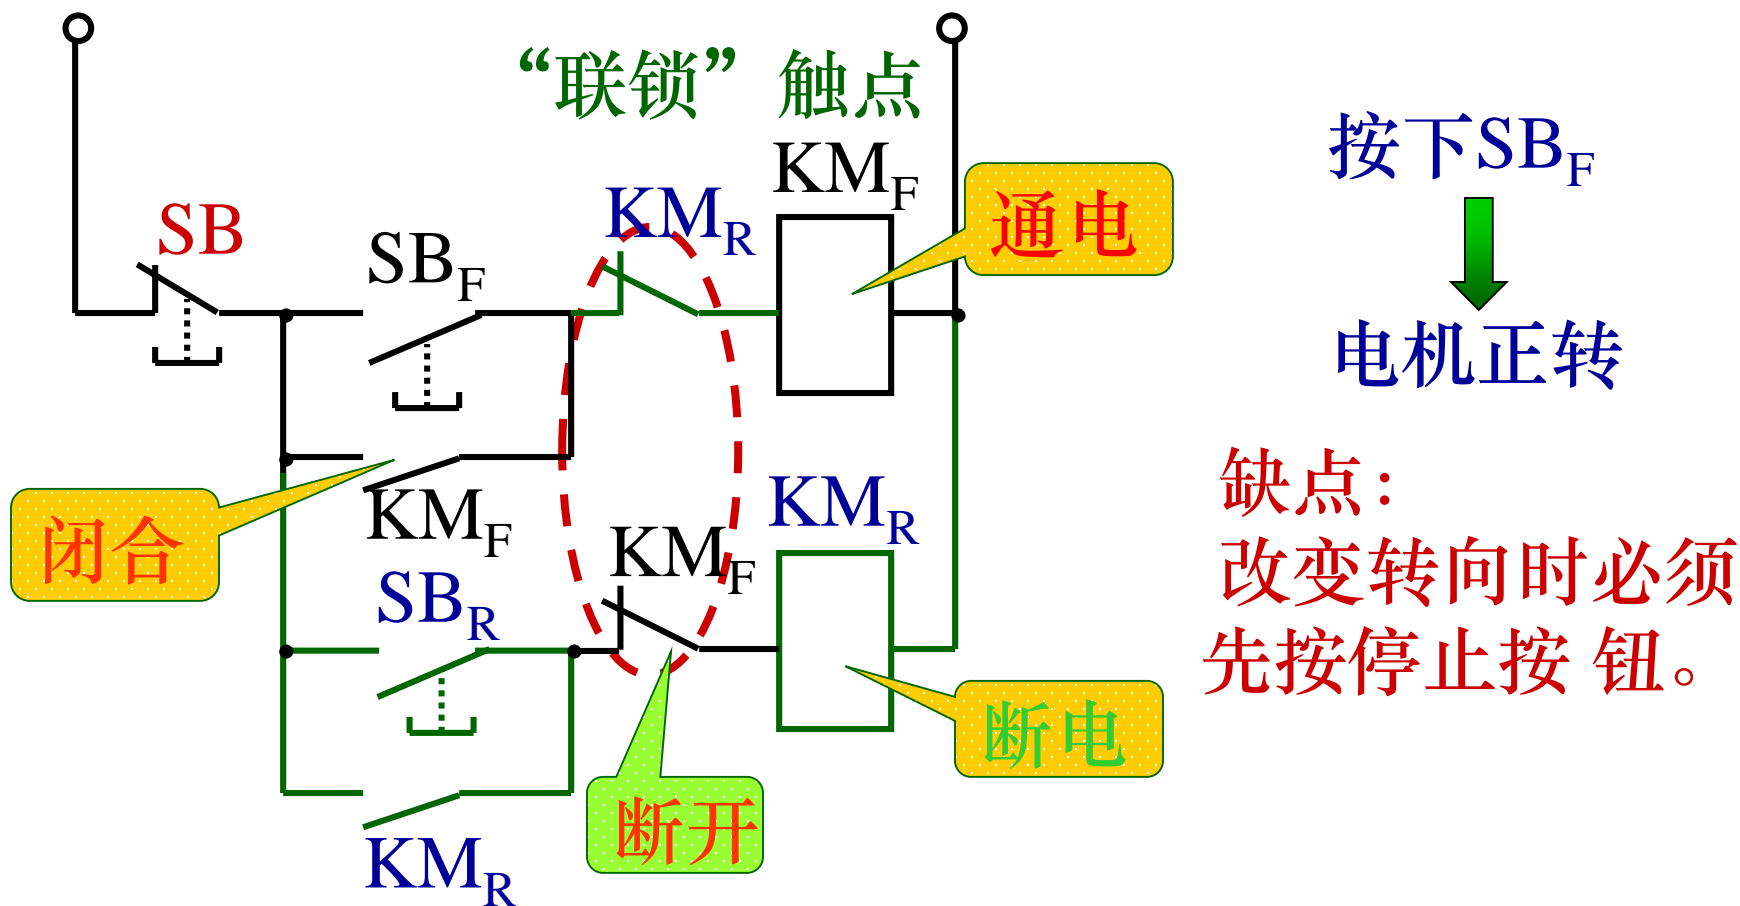 “联锁”触点
KMF
KMR
通电
SB
SBF
按下SBF
电机正转
闭合
KMF
KMR
KMF
SBR
缺点:
改变转向时必须
先按停止按 钮。
断电
断开
KMR